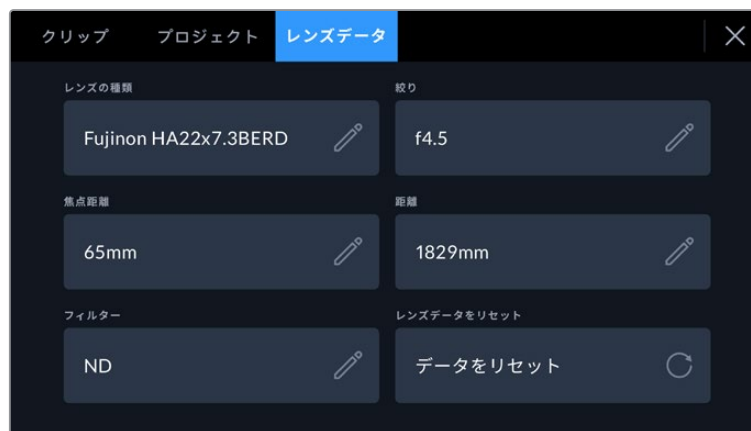 クリップ プロジェクト レンズデータ
レンズの種類 絞り
Fujinon HA22x7.3BERD f4.5
焦点距離 距離
65mm 1829mm
フィルター レンズデータをリセット
ND データをリセット